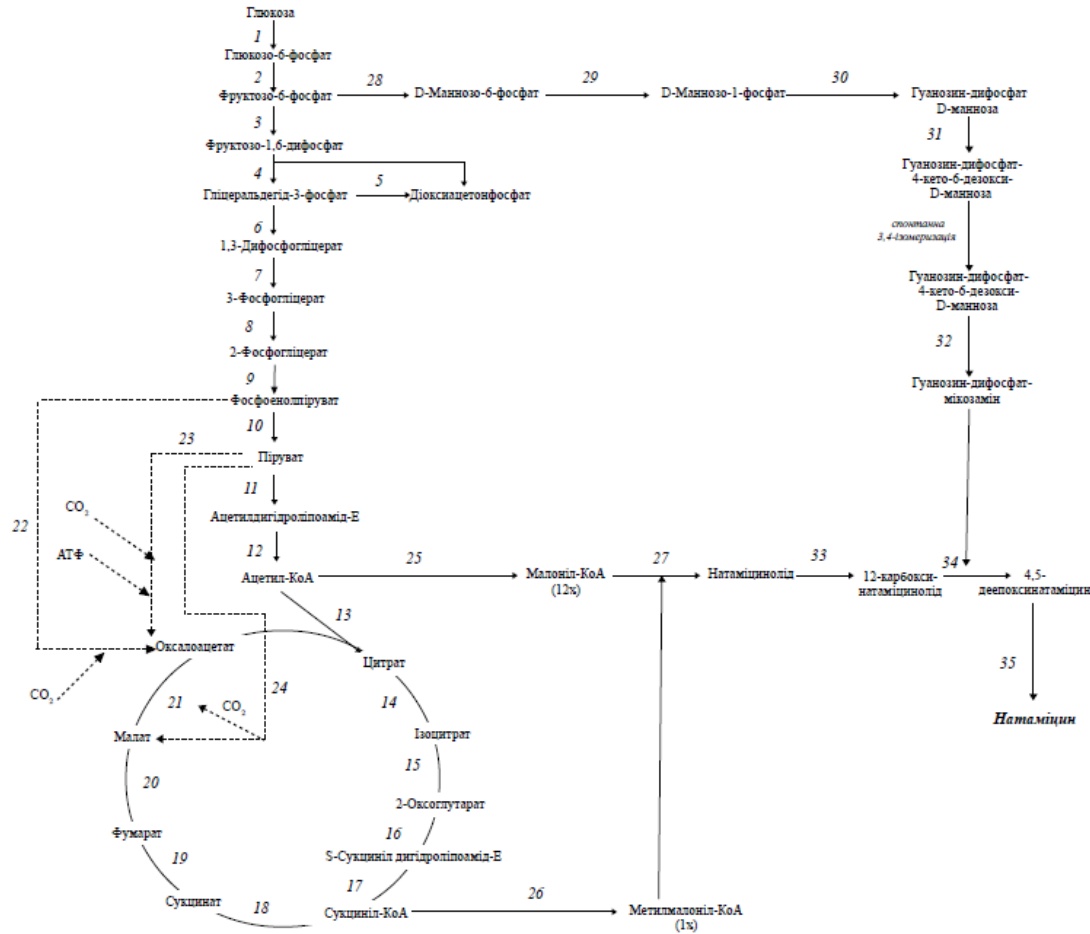 Глюкоза
1
Глюкозо-6-фосфат
2
28
29
30
Фруктозо-6-фосфат
D-Маннозо-6-фосфат
D-Маннозо-1-фосфат
Гуанозин-дифосфат
D-манноза
3
31
Фруктозо-1,6-дифосфат
4
5
Гуанозин-дифосфат-
4-кето-6-дезокси-
D-манноза
Гліцеральдегід-3-фосфат
Діоксиацетонфосфат
6
спонтанна
3,4-ізомеризація
1,3-Дифосфогліцерат
7
Гуанозин-дифосфат-
4-кето-6-дезокси-
D-манноза
3-Фосфогліцерат
8
32
2-Фосфогліцерат
9
Гуанозин-дифосфат-
мікозамін
Фосфоенолпіруват
10
23
Піруват
11
CO2
22
Ацетилдигідроліпоамід-Е
12
АТФ
25
27
33
34
Ацетил-КоА
Малоніл-КоА
(12x)
Натаміцинолід
12-карбокси-
натаміцинолід
4,5-
деепоксинатаміцин
13
Оксалоацетат
Цитрат
35
CO2
21
CO2
24
14
Натаміцин
Малат
Ізоцитрат
20
15
2-Оксоглутарат
Фумарат
16
19
S-Сукциніл дигідроліпоамід-Е
17
26
Сукцинат
18
Сукциніл-КоА
Метилмалоніл-КоА
(1x)